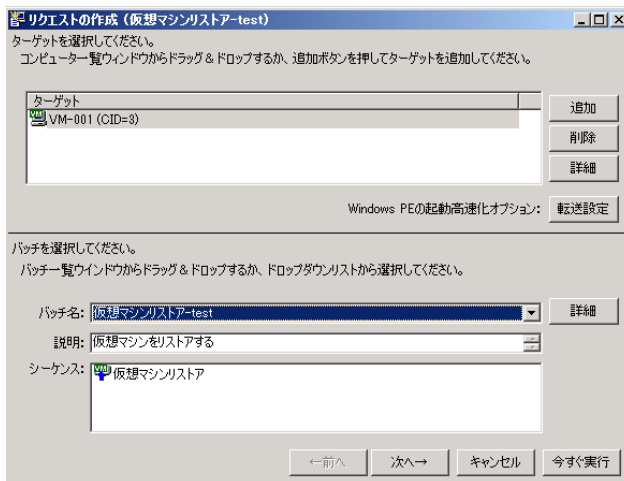 リクエストの作成 (仮想マシンリストア-test)
ターゲットを選択してください。
コンピューター覧ウィンドウからドラッグ&ドロップするか、追加ボタンを押してターゲットを追加してください。
ターゲット
VM-001 (CID=3)
追加
削除
詳細
Windows PEの起動高速化オプション: 転送設定
バッチを選択してください。
バッチ一覧ウインドウからドラッグ&ドロップするか、ドロップダウンリストから選択してください。
バッチ名: 仮想マシンリストア-test 詳細
説明: 仮想マシンをリストアする
シーケンス: 仮想マシンリストア
←前へ 次へ→ キャンセル 今すぐ実行